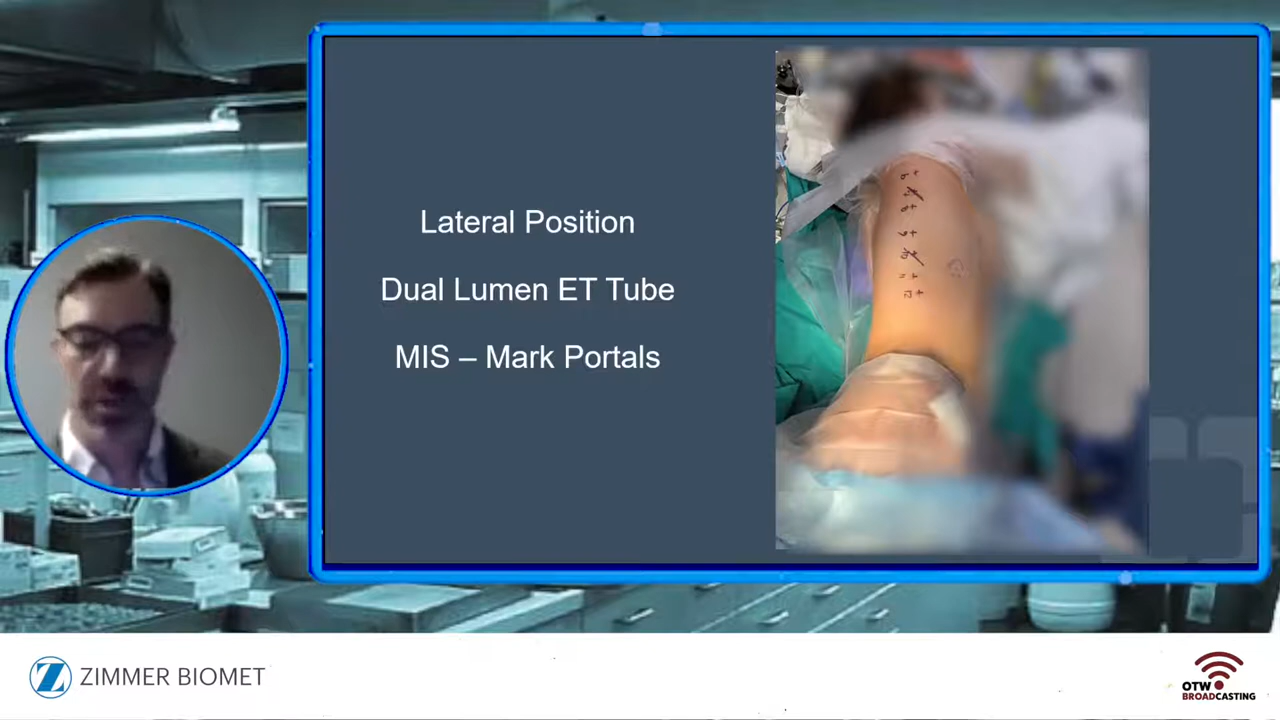 Lateral Position
Dual Lumen ET Tube
MIS – Mark Portals
ZIMMER BIOMET
OTW
BROADCASTING